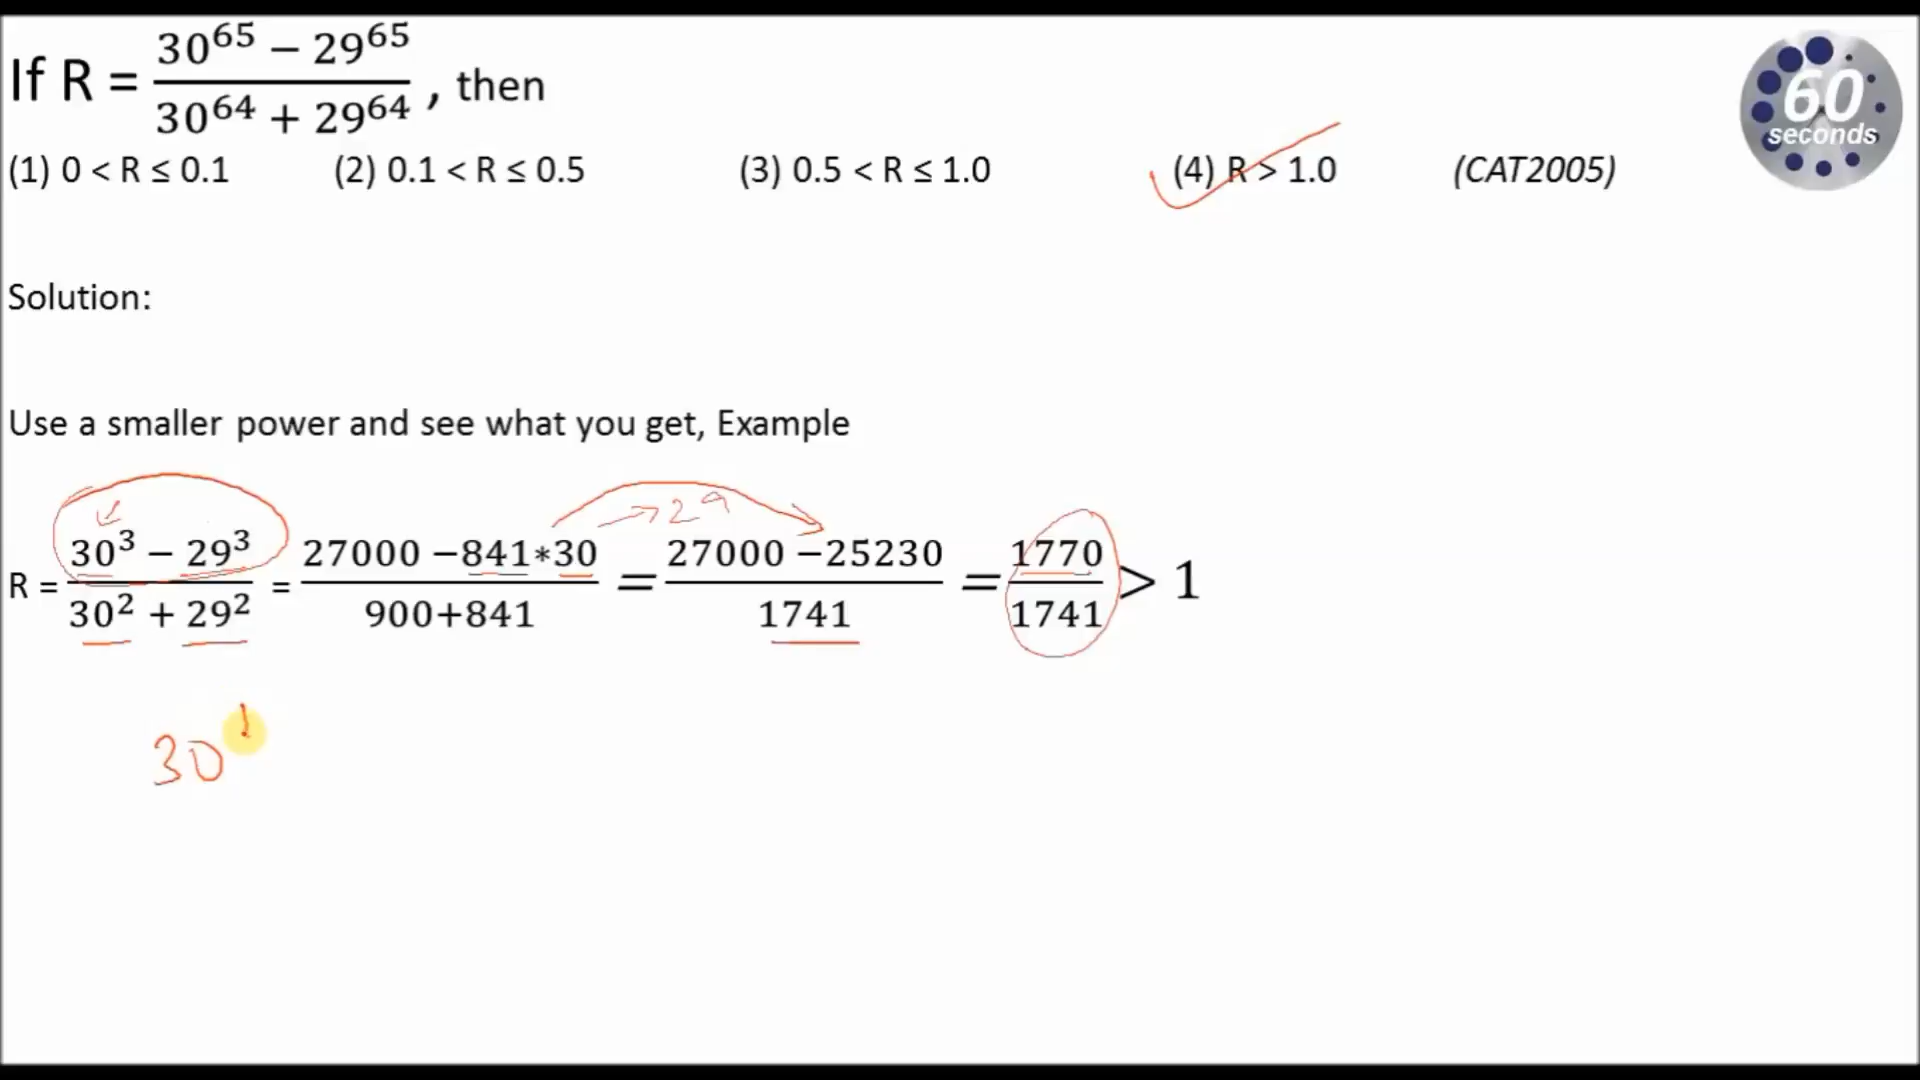 If R = (30^65 − 29^65)/(30^64 + 29^64) , then
(1) 0 < R ≤ 0.1 (2) 0.1 < R ≤ 0.5 (3) 0.5 < R ≤ 1.0 (4) R > 1.0 (CAT2005)
60
seconds
Solution:
Use a smaller power and see what you get, Example
→ 29
R = (30^3 − 29^3)/(30^2 + 29^2) = (27000 −841*30)/(900+841) = (27000 −25230)/1741 = 1770/1741 > 1
30